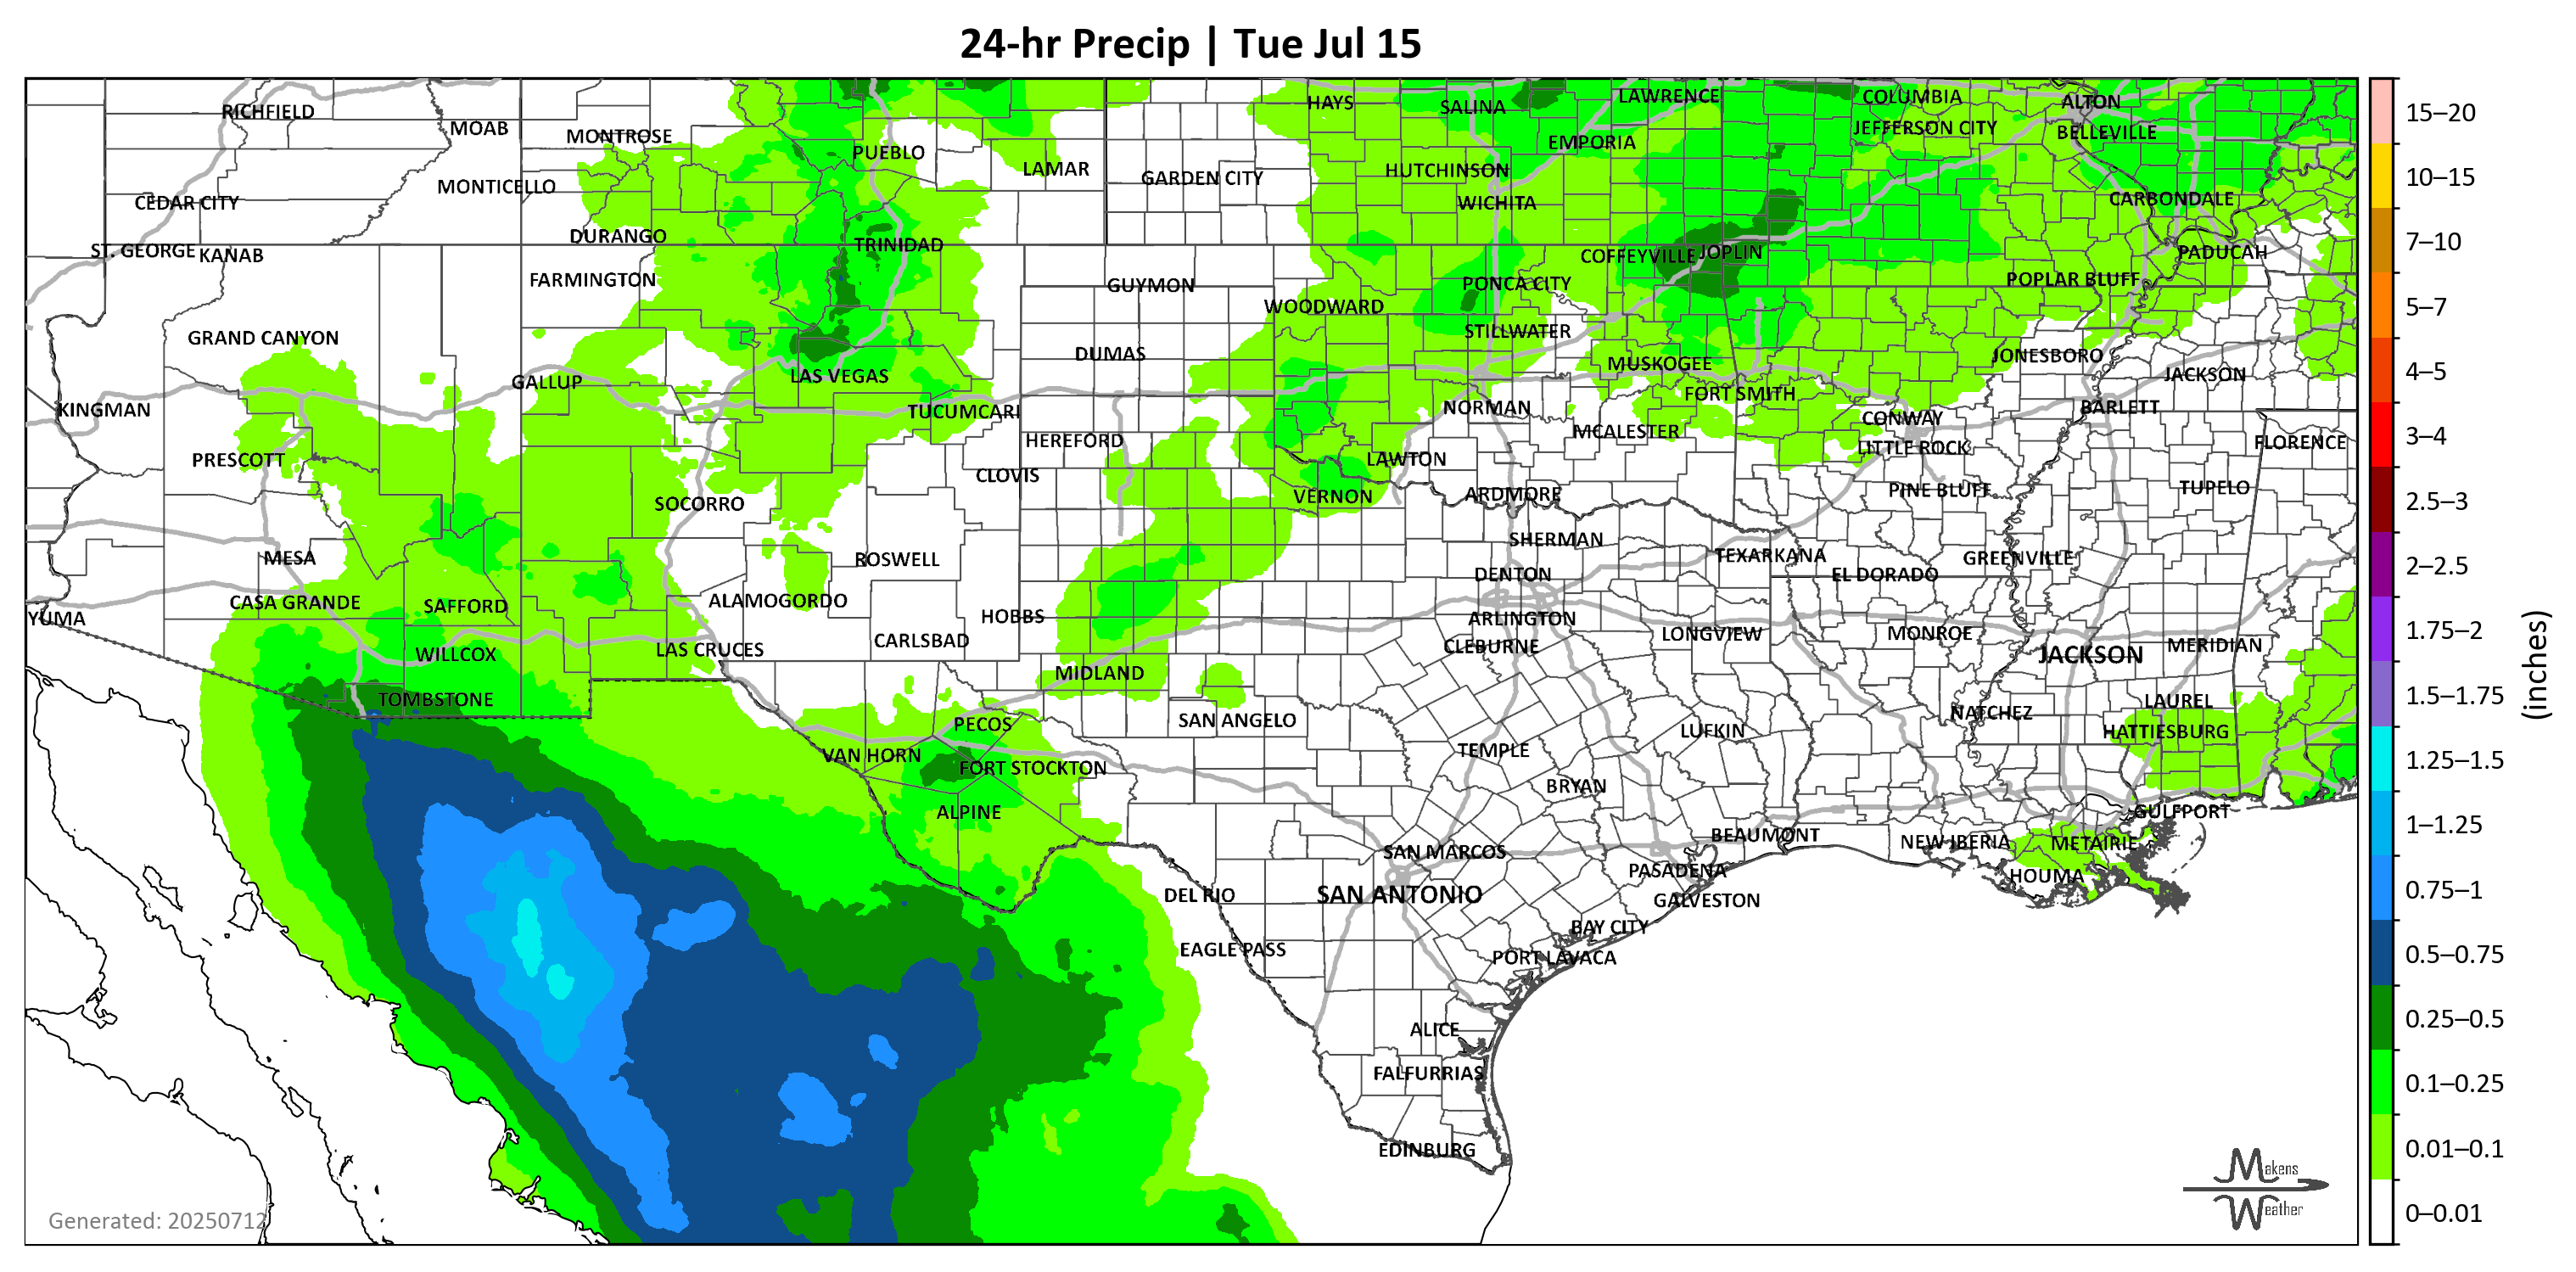 24-hr Precip | Tue Jul 15
RICHFIELD
MOAB
MONTROSE
PUEBLO
LAMAR
GARDEN CITY
HAYS
SALINA
LAWRENCE
COLUMBIA
ALTON
JEFFERSON CITY
BELLEVILLE
EMPORIA
HUTCHINSON
WICHITA
CARBONDALE
MONTICELLO
CEDAR CITY
ST. GEORGE
KANAB
DURANGO
TRINIDAD
COFFEYVILLE
JOPLIN
PADUCAH
FARMINGTON
GUYMON
WOODWARD
PONCA CITY
POPLAR BLUFF
GRAND CANYON
STILLWATER
DUMAS
MUSKOGEE
JONESBORO
JACKSON
GALLUP
LAS VEGAS
FORT SMITH
KINGMAN
TUCUMCARI
NORMAN
CONWAY
BARLETT
HEREFORD
MCALESTER
LITTLE ROCK
FLORENCE
PRESCOTT
CLOVIS
LAWTON
SOCORRO
VERNON
ARDMORE
PINE BLUFF
TUPELO
MESA
ROSWELL
SHERMAN
TEXARKANA
GREENVILLE
DENTON
EL DORADO
CASA GRANDE
SAFFORD
ALAMOGORDO
YUMA
HOBBS
ARLINGTON
CARLSBAD
CLEBURNE
LONGVIEW
MONROE
MERIDIAN
WILLCOX
LAS CRUCES
JACKSON
MIDLAND
TOMBSTONE
PECOS
SAN ANGELO
LUFKIN
NATCHEZ
LAUREL
HATTIESBURG
VAN HORN
FORT STOCKTON
TEMPLE
BRYAN
ALPINE
BEAUMONT
GULFPORT
SAN MARCOS
NEW IBERIA
METAIRIE
PASADENA
HOUMA
DEL RIO
SAN ANTONIO
GALVESTON
BAY CITY
EAGLE PASS
PORT LAVACA
ALICE
FALFURRIAS
EDINBURG
Generated: 20250712
Makens
Weather
15–20
10–15
7–10
5–7
4–5
3–4
2.5–3
2–2.5
1.75–2
1.5–1.75
1.25–1.5
1–1.25
0.75–1
0.5–0.75
0.25–0.5
0.1–0.25
0.01–0.1
0–0.01
(inches)